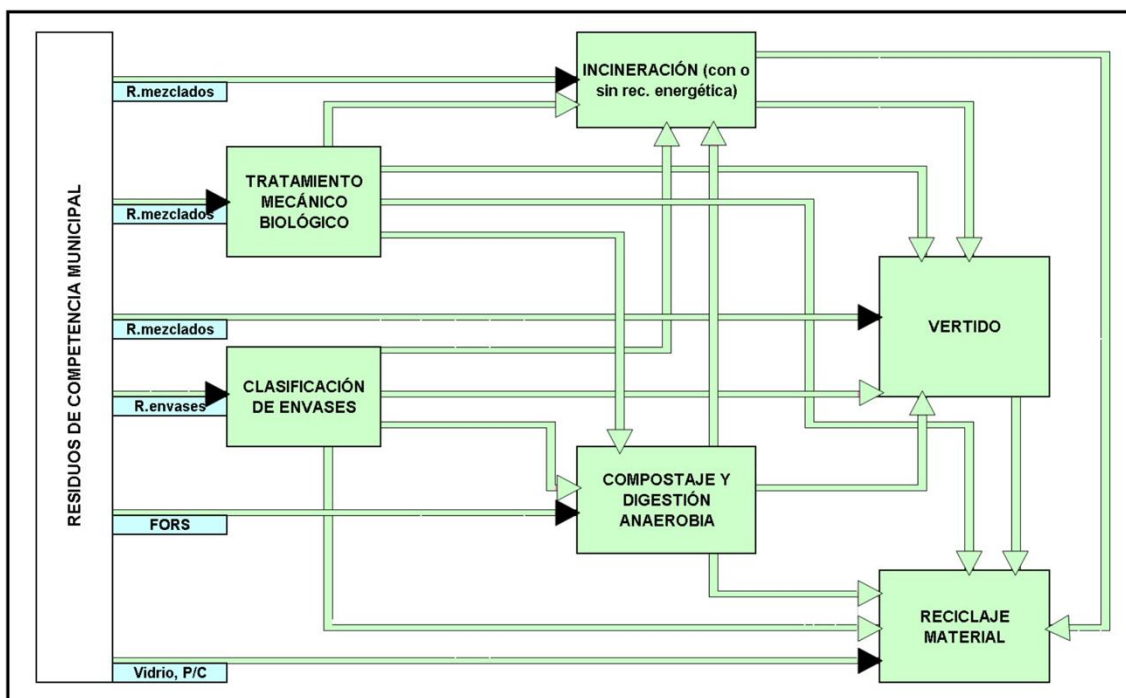 RESIDUOS DE COMPETENCIA MUNICIPAL
R.mezclados
INCINERACIÓN (con o
sin rec. energética)
R.mezclados
TRATAMIENTO
MECÁNICO
BIOLÓGICO
R.mezclados
VERTIDO
R.envases
CLASIFICACIÓN
DE ENVASES
FORS
COMPOSTAJE Y
DIGESTIÓN
ANAEROBIA
Vidrio, P/C
RECICLAJE
MATERIAL